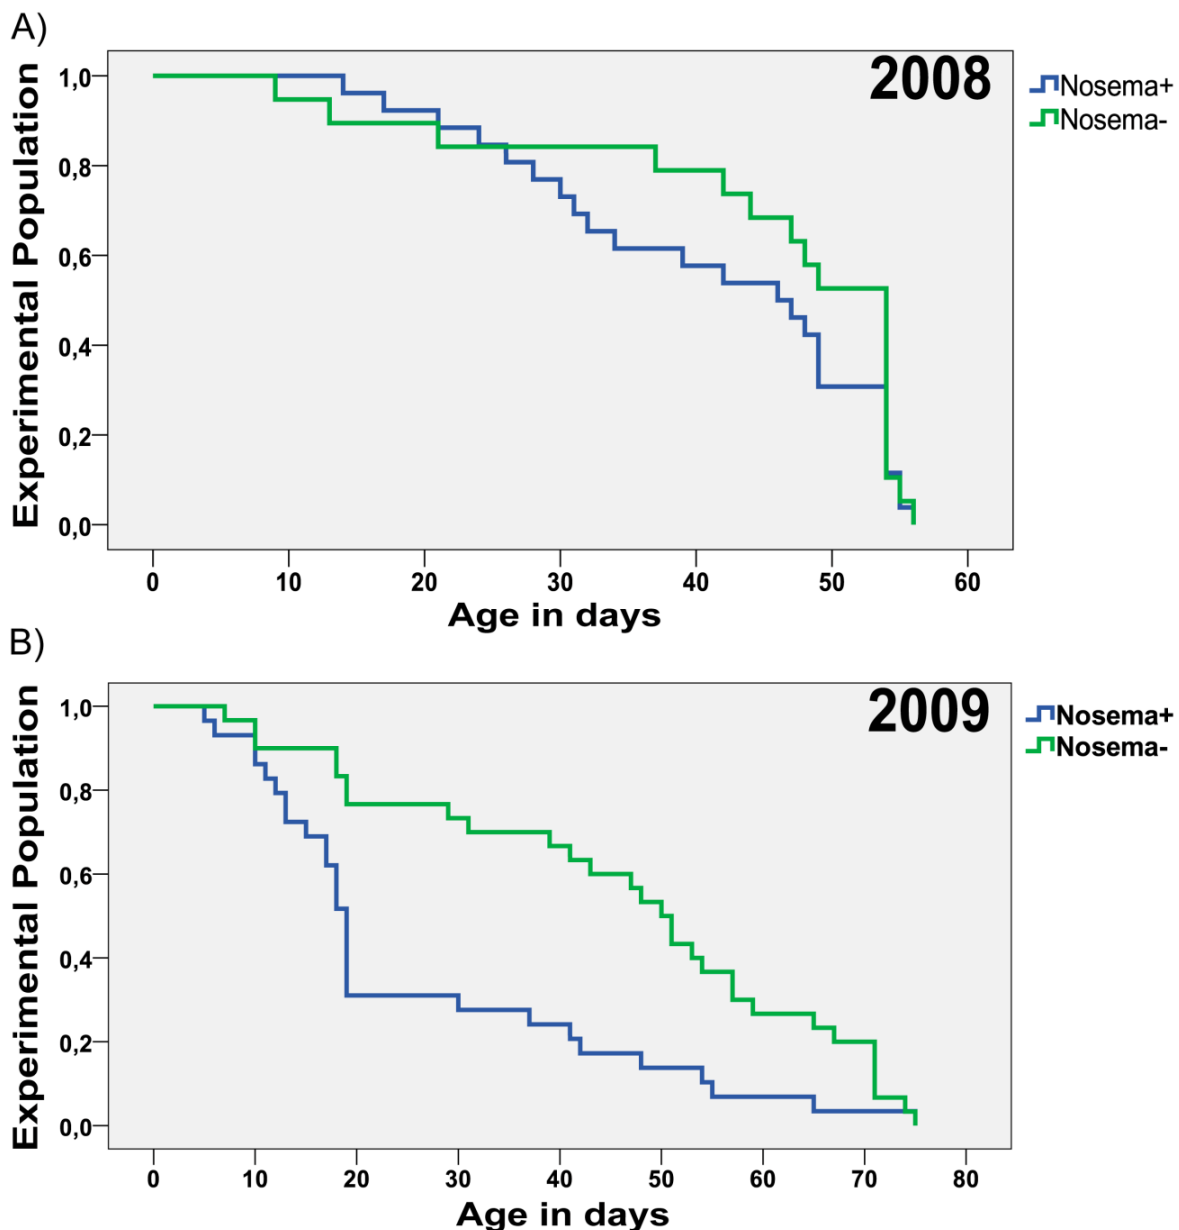 A)
2008
Nosema+
Nosema-
Experimental Population
1,0
0,8
0,6
0,4
0,2
0,0
0 10 20 30 40 50 60
Age in days
B)
2009
Nosema+
Nosema-
Experimental Population
1,0
0,8
0,6
0,4
0,2
0,0
0 10 20 30 40 50 60 70 80
Age in days